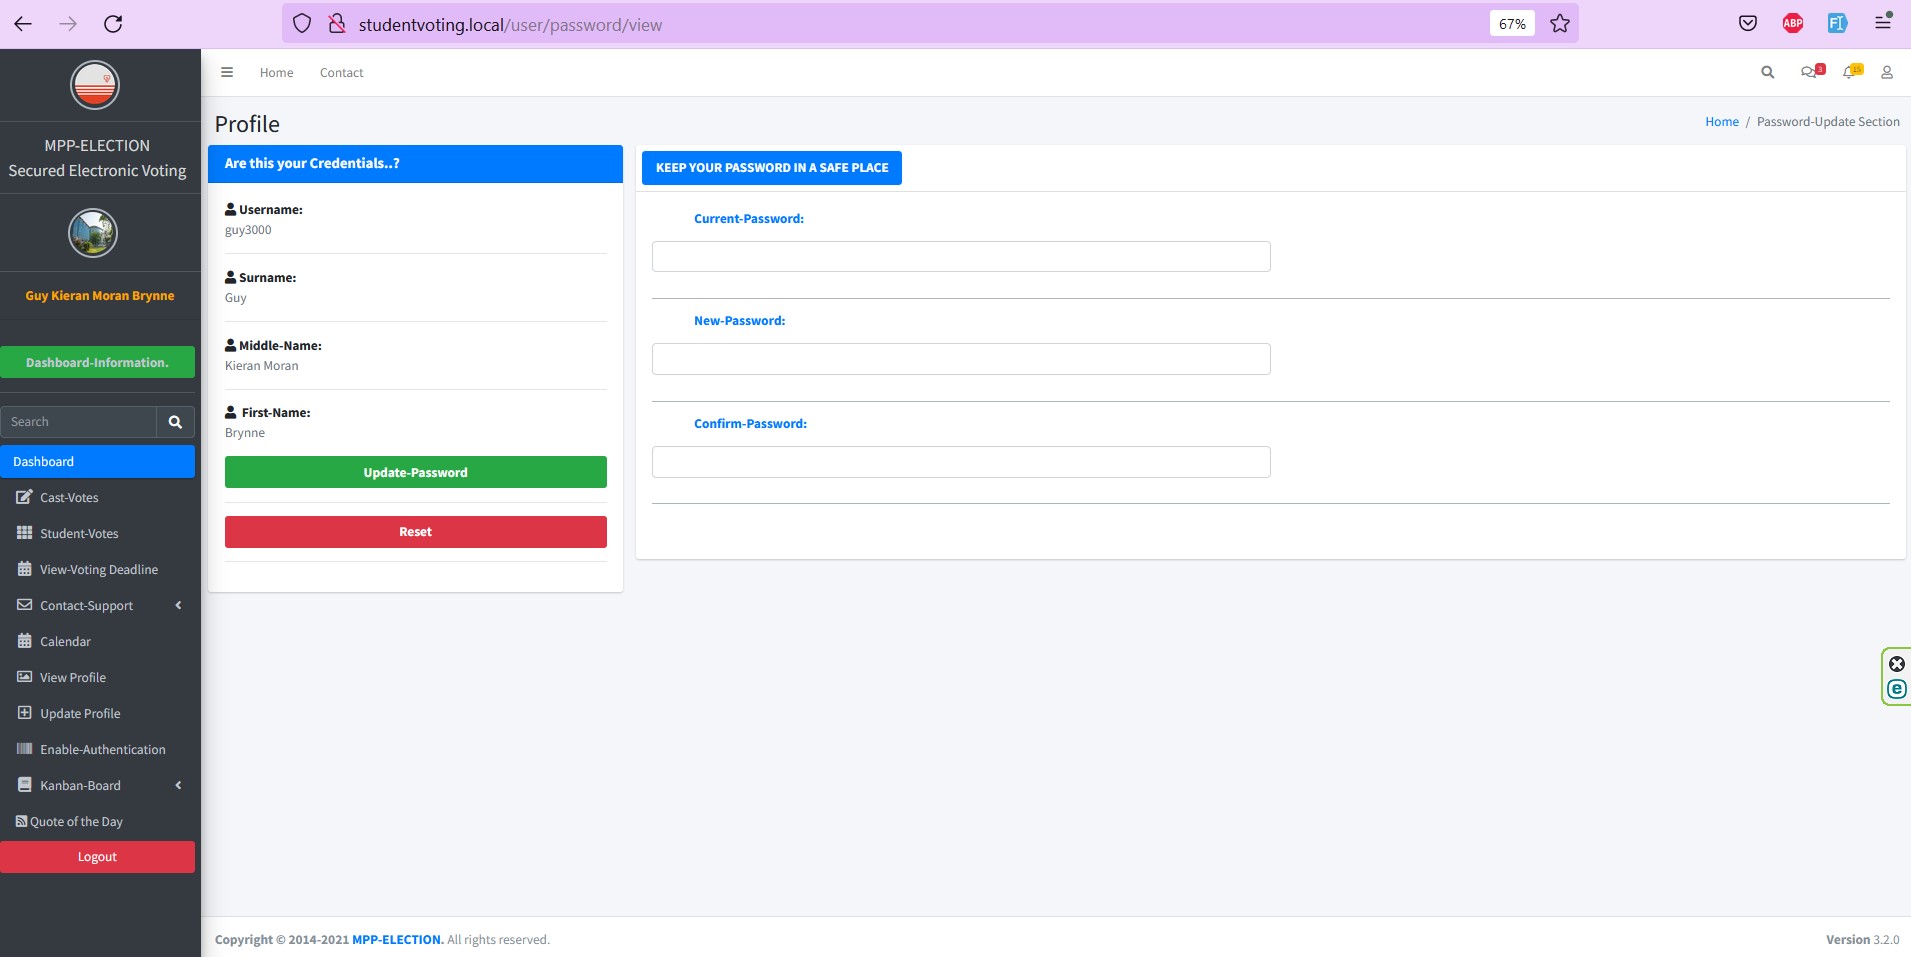 studentvoting.local/user/password/view
67%
ABP
MPP-ELECTION
Secured Electronic Voting
Guy Kieran Moran Brynne
Dashboard-Information.
Search
Dashboard
Cast-Votes
Student-Votes
View-Voting Deadline
Contact-Support
Calendar
View Profile
Update Profile
Enable-Authentication
Kanban-Board
Quote of the Day
Logout
Home Contact
3
15
Profile
Home / Password-Update Section
Are this your Credentials..?
Username:
guy3000
Surname:
Guy
Middle-Name:
Kieran Moran
First-Name:
Brynne
Update-Password
Reset
KEEP YOUR PASSWORD IN A SAFE PLACE
Current-Password:
New-Password:
Confirm-Password:
e
Copyright © 2014-2021 MPP-ELECTION. All rights reserved.
Version 3.2.0